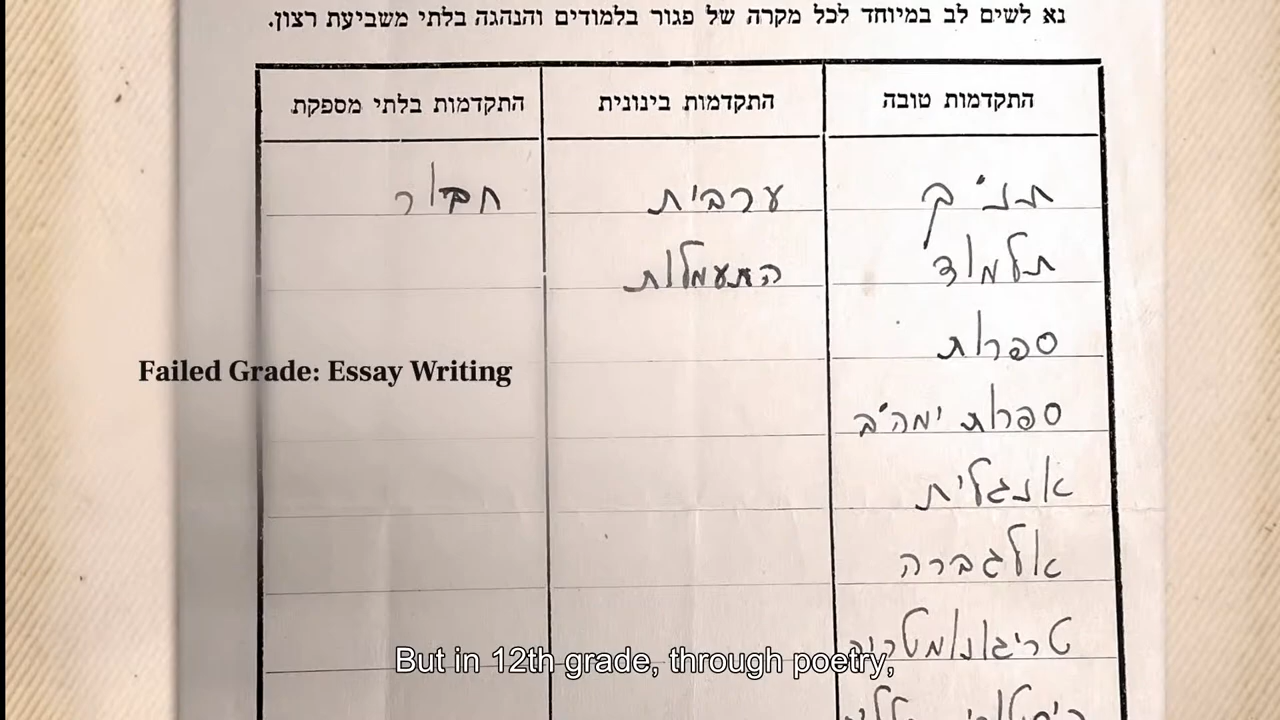 נא לשים לב במיוחד לכל מקרה של פגור בלמודים והנהגה בלתי משביעת רצון.
התקדמות טובה התקדמות בינונית התקדמות בלתי מספקת
תנ"ך ערבית חבור
תלמוד התעמלות
ספרות
Failed Grade: Essay Writing
ספרות ימה"ב
אנגלית
אלגברה
טריגונומטריה
But in 12th grade, through poetry,